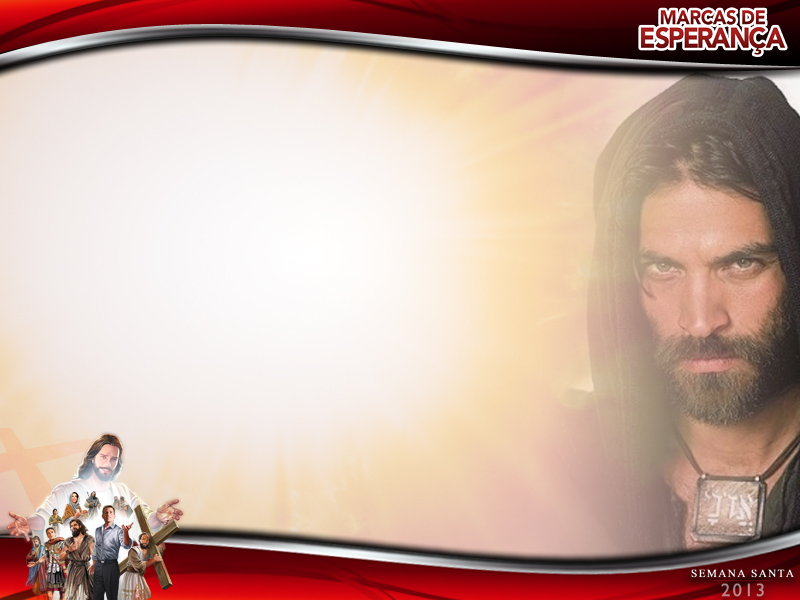 MARCAS DE
ESPERANÇA
SEMANA SANTA
2013